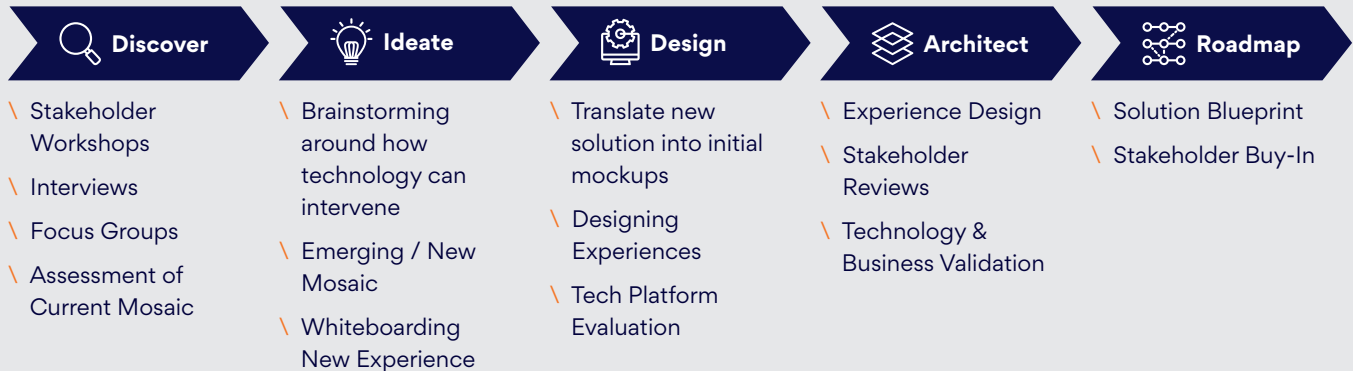 Discover
\ Stakeholder
Workshops
\ Interviews
\ Focus Groups
\ Assessment of
Current Mosaic
Ideate
\ Brainstorming
around how
technology can
intervene
\ Emerging / New
Mosaic
\ Whiteboarding
New Experience
Design
\ Translate new
solution into initial
mockups
\ Designing
Experiences
\ Tech Platform
Evaluation
Architect
\ Experience Design
\ Stakeholder
Reviews
\ Technology &
Business Validation
Roadmap
\ Solution Blueprint
\ Stakeholder Buy-In